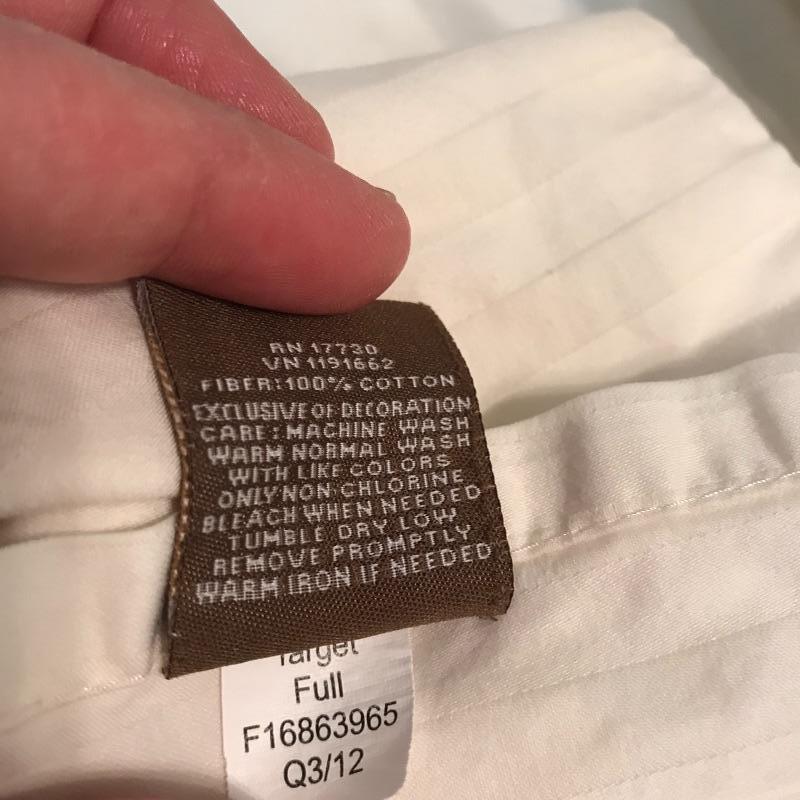 RN 17730
VN 1191662
FIBER:100% COTTON
EXCLUSIVE OF DECORATION
CARE: MACHINE WASH
WARM NORMAL WASH
WITH LIKE COLORS
ONLY NON CHLORINE
BLEACH WHEN NEEDED
TUMBLE DRY LOW
REMOVE PROMPTLY
WARM IRON IF NEEDED
Target
Full
F16863965
Q3/12